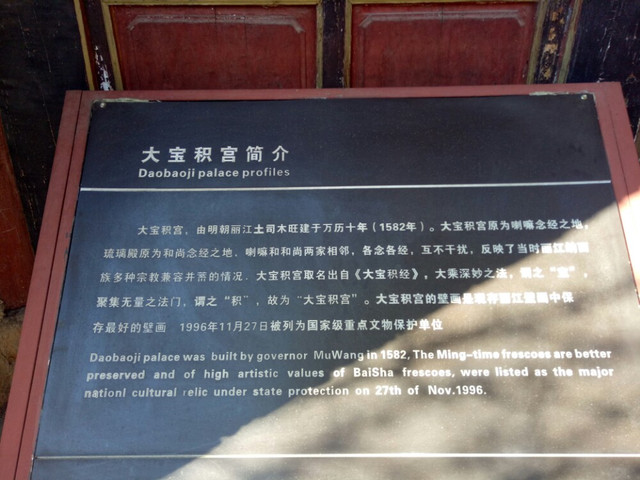 大宝积宫简介
Daobaoji palace profiles
大宝积宫，由明朝丽江土司木旺建于万历十年（1582年）。大宝积宫原为喇嘛念经之地，
琉璃殿原为和尚念经之地．喇嘛和和尚两家相邻，各念各经，互不干扰，反映了当时丽江纳西
族多种宗教兼容并蓄的情况．大宝积宫取名出自《大宝积经》，大乘深妙之法，谓之“宝”，
聚集无量之法门，谓之“积”，故为“大宝积宫”。大宝积宫的壁画是现存丽江壁画中保
存最好的壁画 1996年11月27日被列为国家级重点文物保护单位
Daobaoji palace was built by governor MuWang in 1582, The Ming-time frescoes are better
preserved and of high artistic values of BaiSha frescoes, were listed as the major
nationl cultural relic under state protection on 27th of Nov.1996.